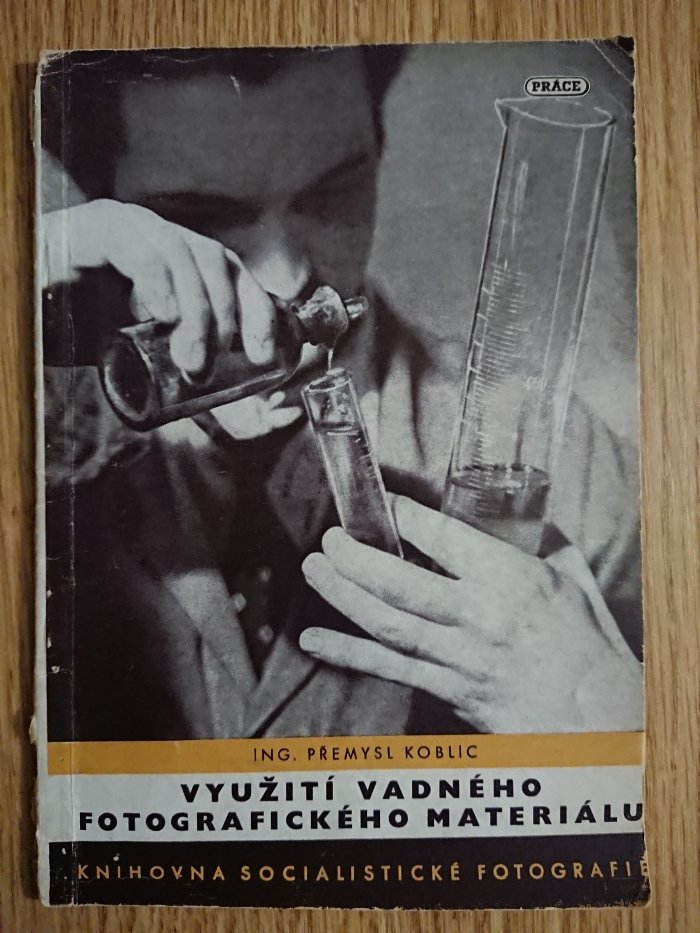 PRÁCE
ING. PŘEMYSL KOBLIC
VYUŽITÍ VADNÉHO
FOTOGRAFICKÉHO MATERIÁLU
KNIHOVNA SOCIALISTICKÉ FOTOGRAFIE